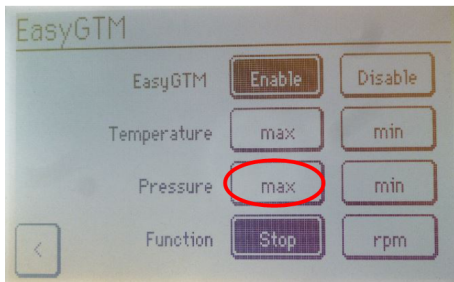 EasyGTM
EasyGTM Enable Disable
Temperature max min
Pressure max min
Function Stop rpm
<